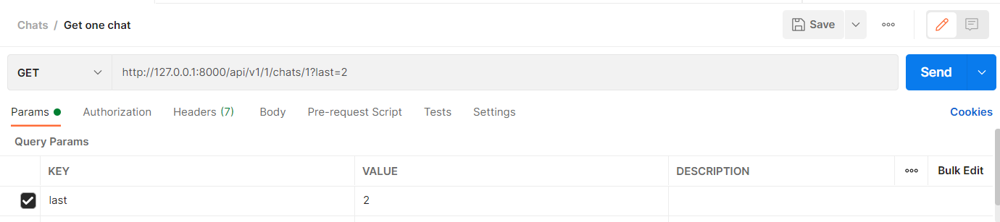 Chats / Get one chat Save
GET http://127.0.0.1:8000/api/v1/1/chats/1?last=2 Send
Params Authorization Headers (7) Body Pre-request Script Tests Settings Cookies
Query Params
KEY VALUE DESCRIPTION Bulk Edit
last 2